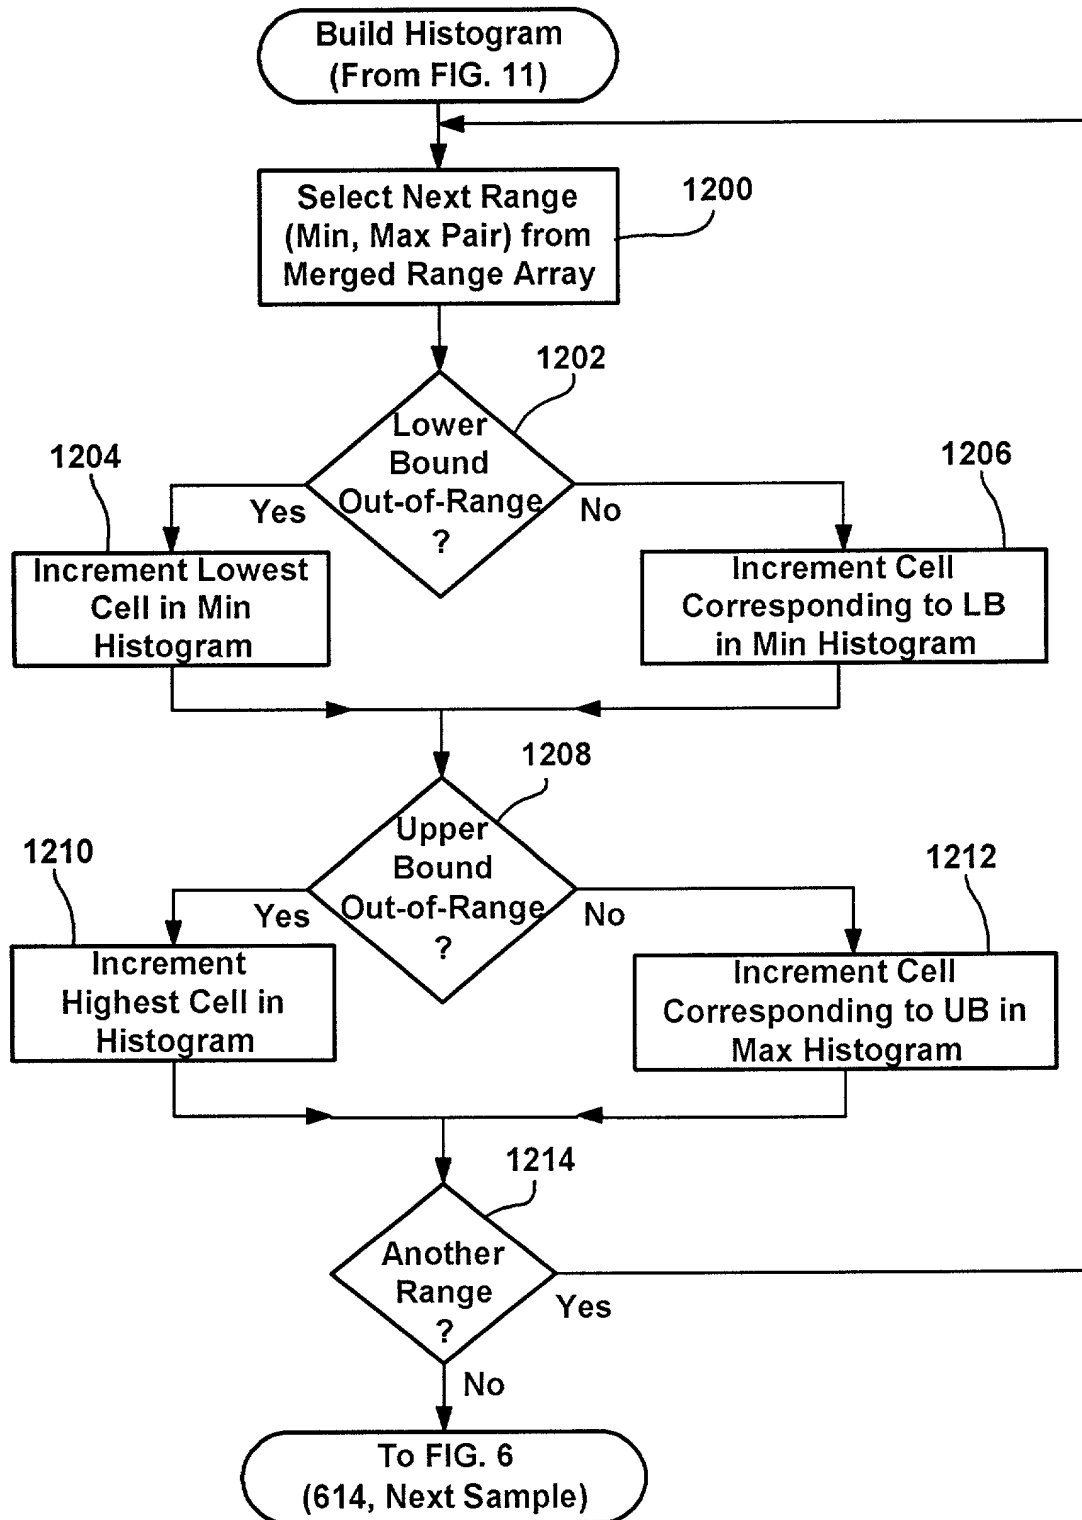 Build Histogram
(From FIG. 11)
Select Next Range
(Min, Max Pair) from
Merged Range Array
1200
1202
Lower
Bound
Out-of-Range
?
1204
Yes
No
1206
Increment Lowest
Cell in Min
Histogram
Increment Cell
Corresponding to LB
in Min Histogram
1208
Upper
Bound
Out-of-Range
?
1210
Yes
No
1212
Increment
Highest Cell in
Histogram
Increment Cell
Corresponding to UB in
Max Histogram
1214
Another
Range
?
Yes
No
To FIG. 6
(614, Next Sample)